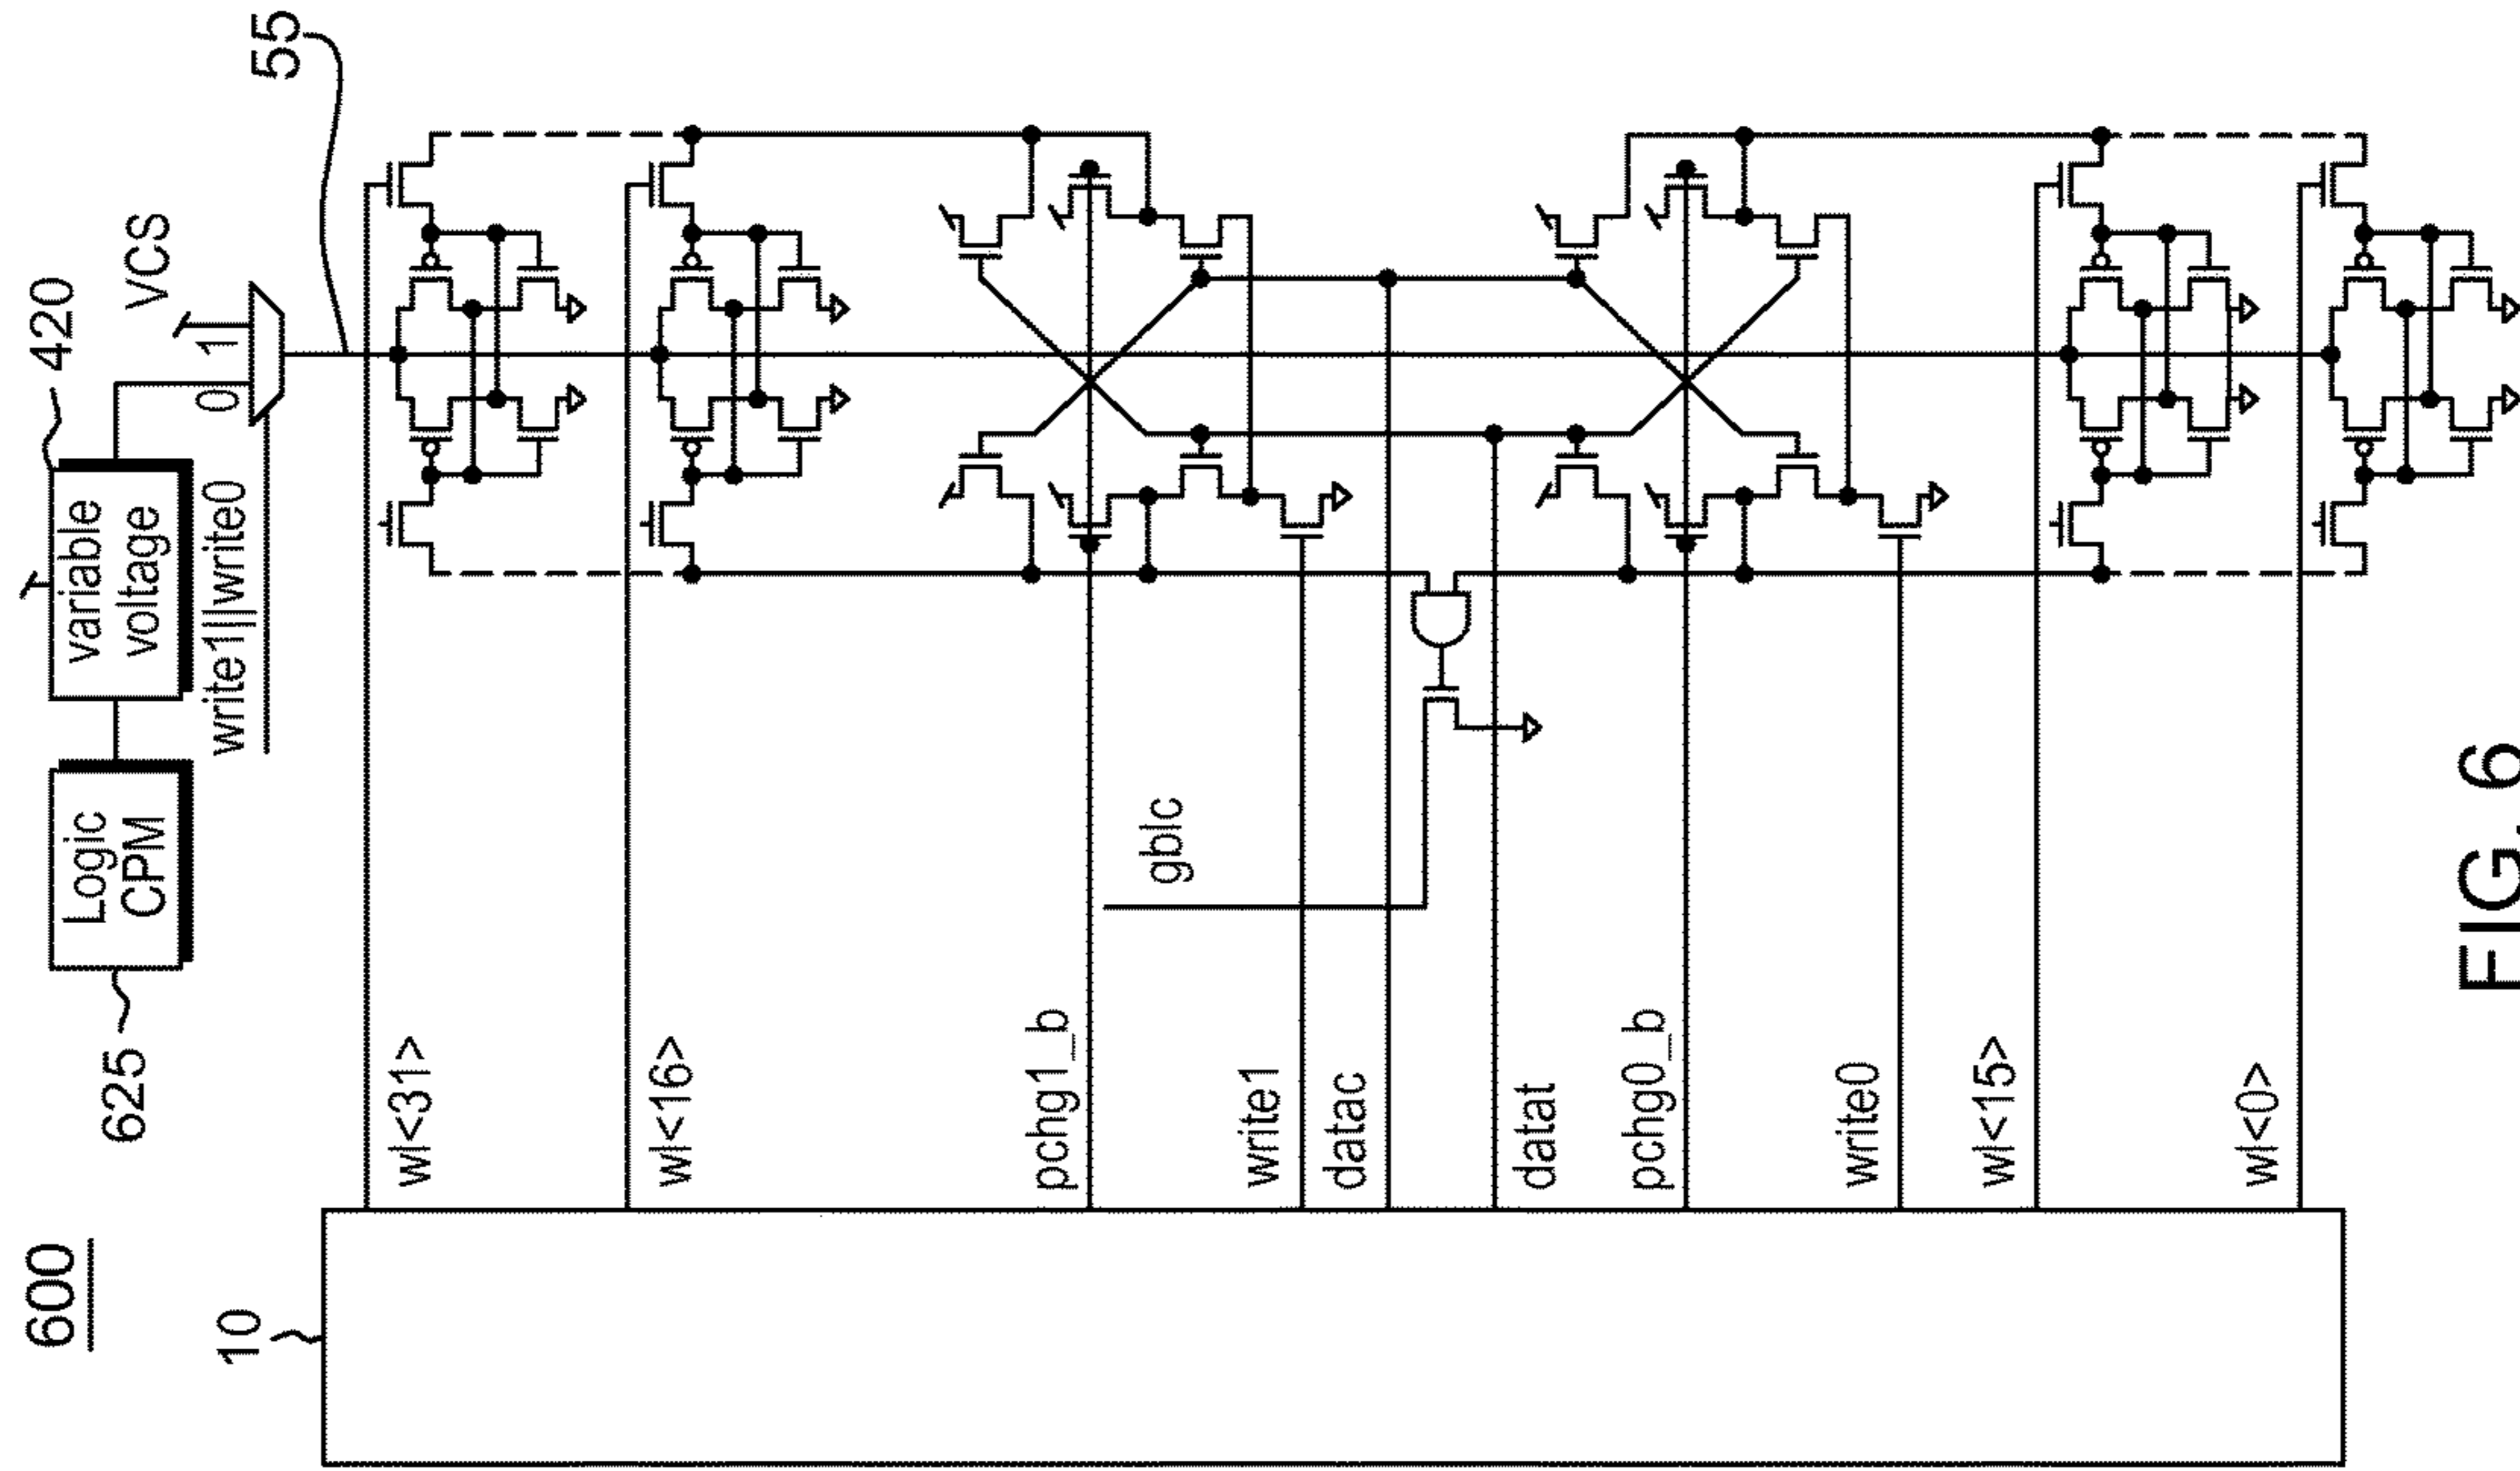 600
10
625
Logic
CPM
420
variable
voltage
write1||write0
0
1
VCS
55
wl<31>
wl<16>
pchg1_b
write1
datac
gblc
datat
pchg0_b
write0
wl<15>
wl<0>
FIG. 6